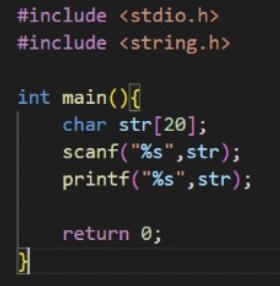 #include <stdio.h>
#include <string.h>
int main(){
    char str[20];
    scanf("%s",str);
    printf("%s",str);
    return 0;
}